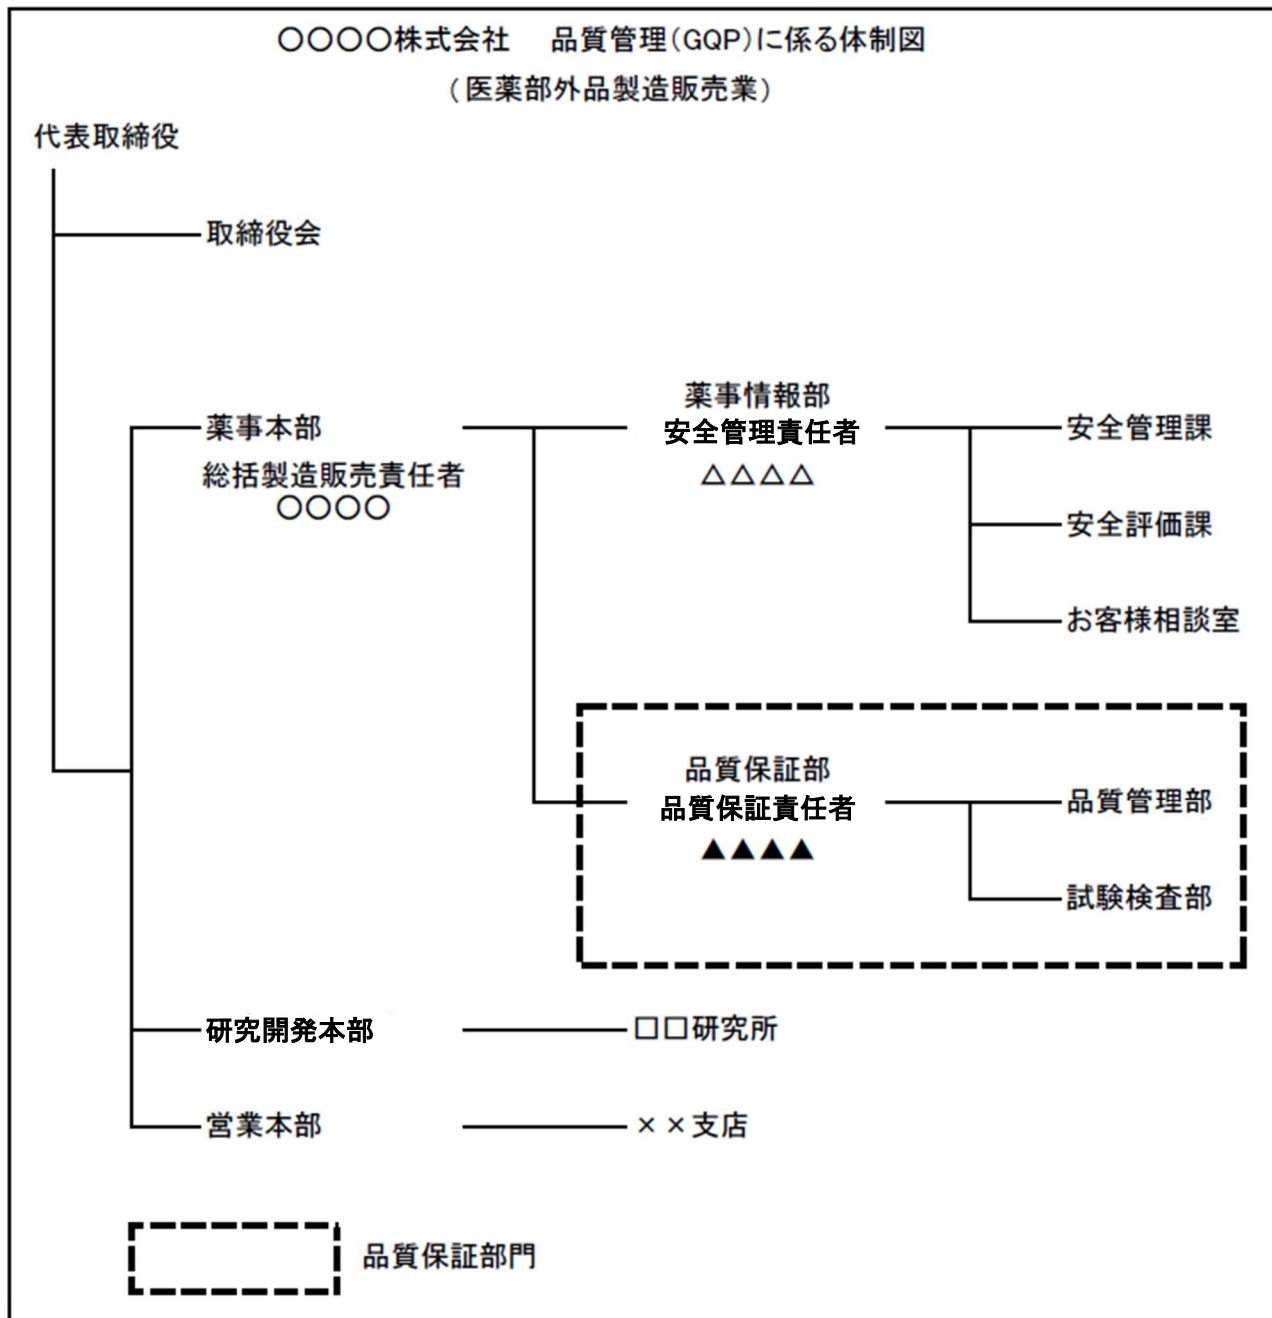 〇〇〇〇株式会社　品質管理(GQP)に係る体制図
(医薬部外品製造販売業)
代表取締役
取締役会
薬事本部
総括製造販売責任者
〇〇〇〇
薬事情報部
安全管理責任者
△△△△
安全管理課
安全評価課
お客様相談室
品質保証部
品質保証責任者
▲▲▲▲
品質管理部
試験検査部
研究開発本部
□□研究所
営業本部
××支店
品質保証部門